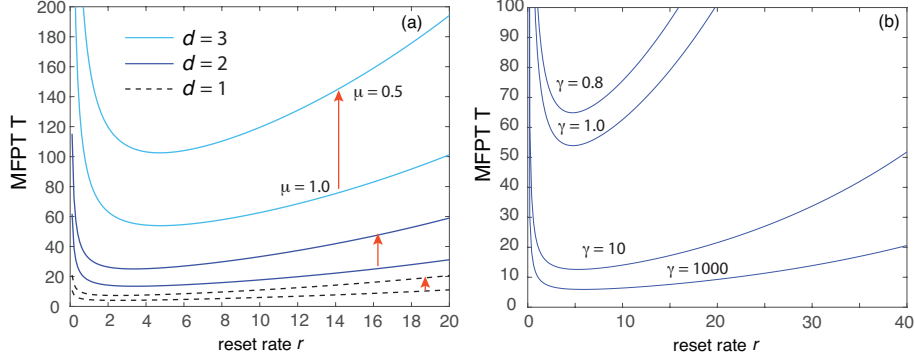 (a)
200
180
160
140
120
100
80
60
40
20
0
MFPT T
d = 3
d = 2
d = 1
μ = 0.5
μ = 1.0
0 2 4 6 8 10 12 14 16 18 20
reset rate r
(b)
100
90
80
70
60
50
40
30
20
10
0
MFPT T
γ = 0.8
γ = 1.0
γ = 10
γ = 1000
0 10 20 30 40
reset rate r